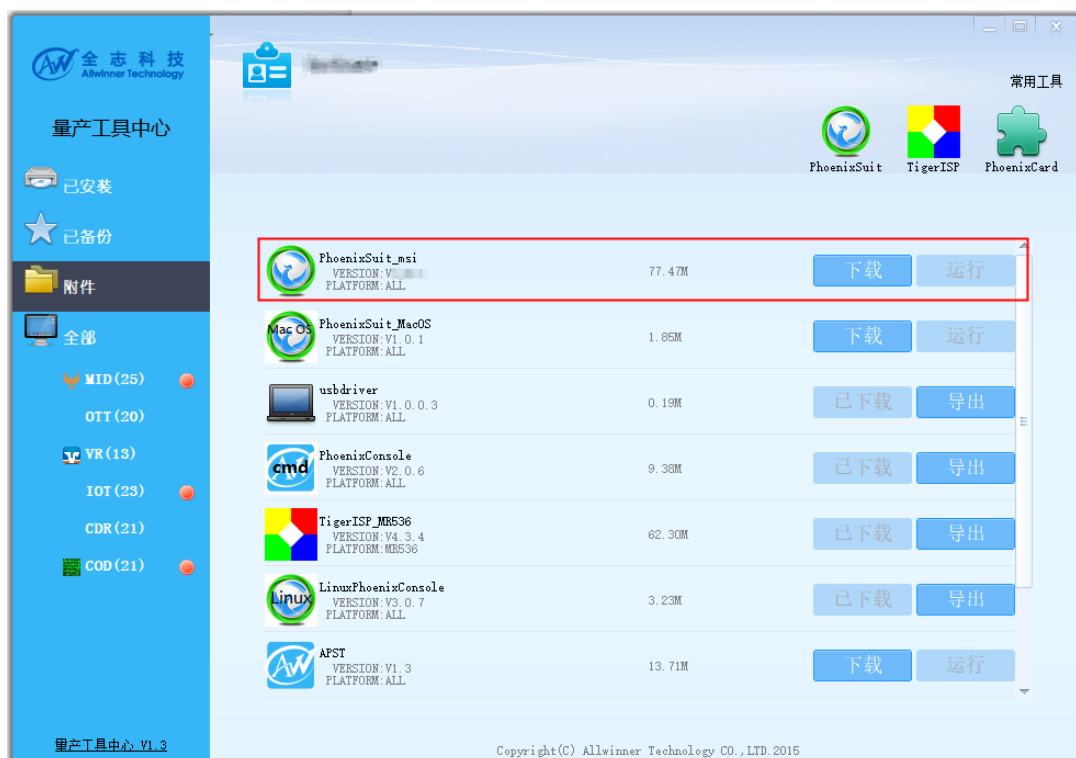 全志科技
Allwinner Technology
量产工具中心
已安装
已备份
附件
全部
MID(25)
OTT(20)
VR(13)
IOT(23)
CDR(21)
COD(21)
量产工具中心 V1.3
常用工具
PhoenixSuit
TigerISP
PhoenixCard
PhoenixSuit_msi
VERSION:V
PLATFORM:ALL
77.47M
下载
运行
Mac OS
PhoenixSuit_MacOS
VERSION:V1.0.1
PLATFORM:ALL
1.85M
下载
运行
usbdriver
VERSION:V1.0.0.3
PLATFORM:ALL
0.19M
已下载
导出
cmd
PhoenixConsole
VERSION:V2.0.6
PLATFORM:ALL
9.38M
已下载
导出
TigerISP_MR536
VERSION:V4.3.4
PLATFORM:MR536
62.30M
已下载
导出
Linux
LinuxPhoenixConsole
VERSION:V3.0.7
PLATFORM:ALL
3.23M
已下载
导出
APST
VERSION:V1.3
PLATFORM:ALL
13.71M
下载
运行
Copyright(C) Allwinner Technology CO.,LTD.2015